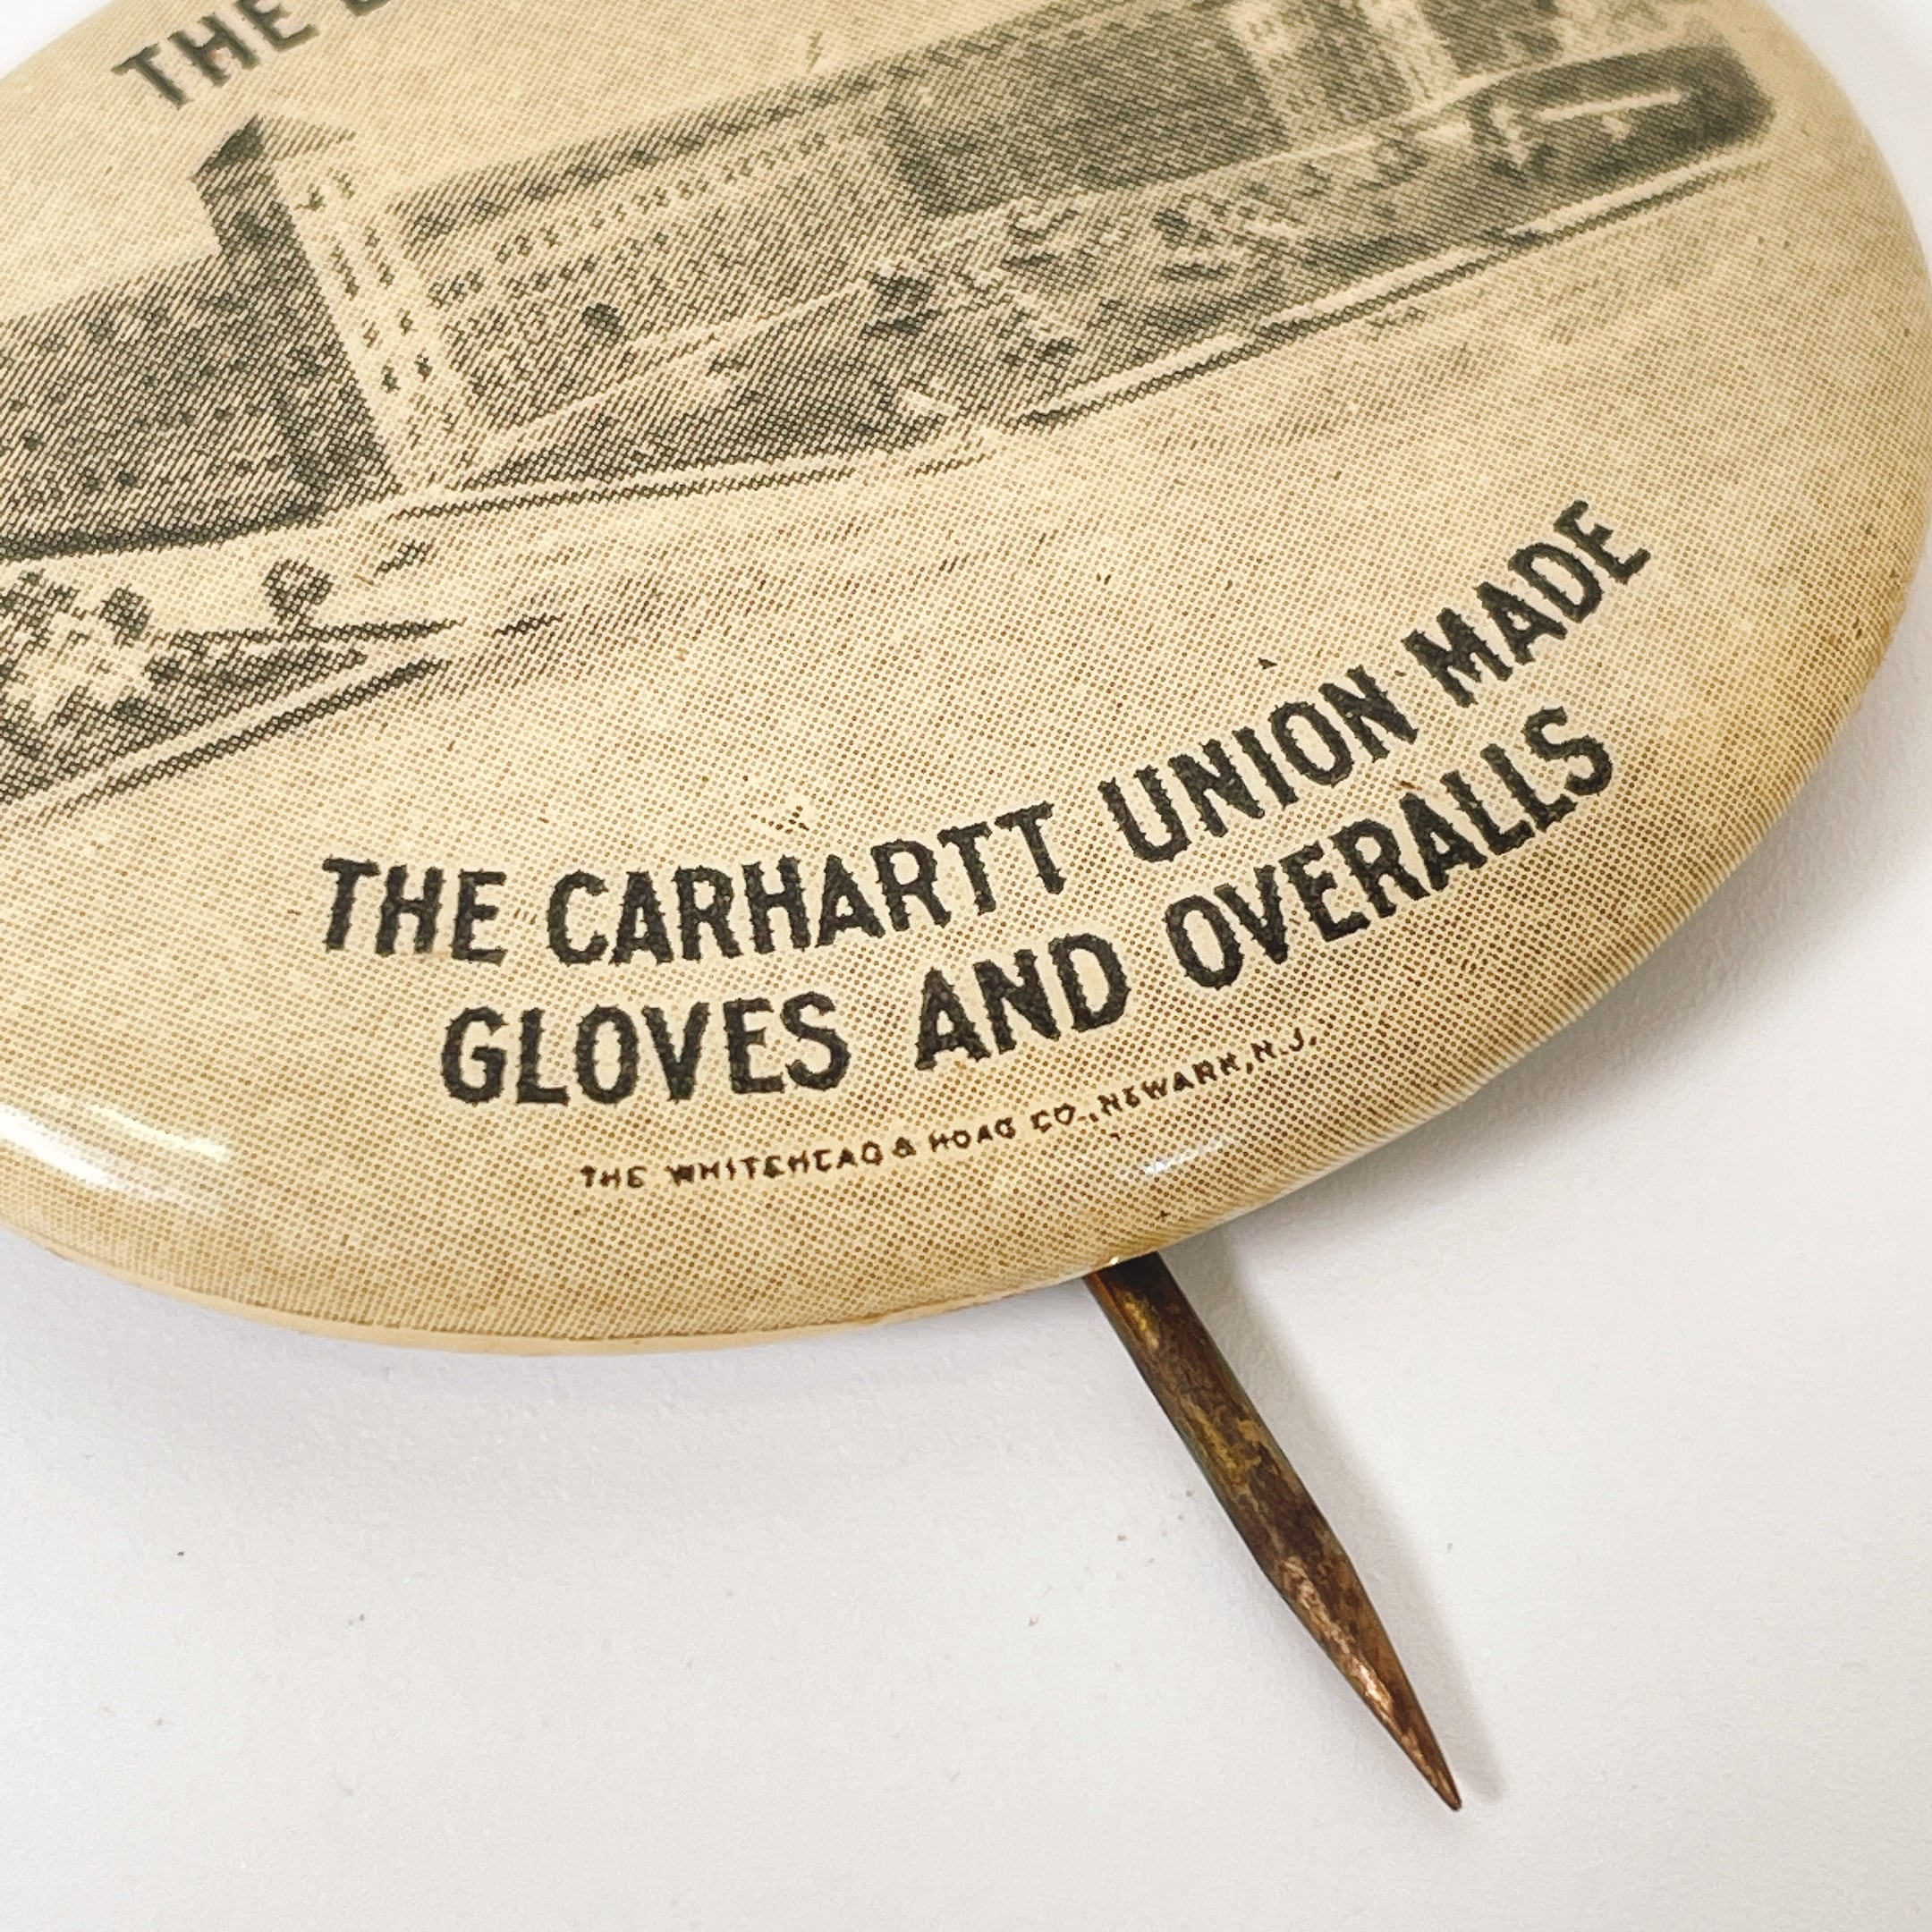 THE
THE CARHARTT UNION MADE
GLOVES AND OVERALLS
THE WHITEHEAD & HOAG CO., NEWARK, N.J.